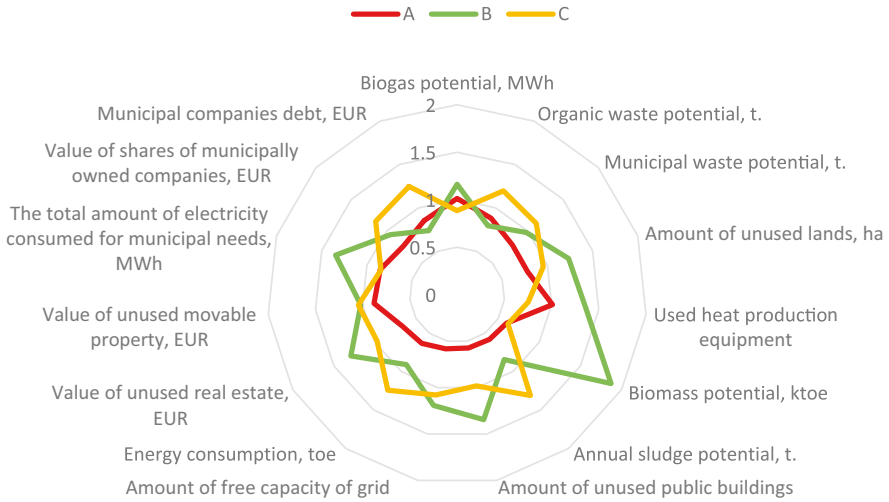 A B C
Biogas potential, MWh
Municipal companies debt, EUR
Organic waste potential, t.
Value of shares of municipally
owned companies, EUR
Municipal waste potential, t.
The total amount of electricity
consumed for municipal needs,
MWh
Amount of unused lands, ha
Value of unused movable
property, EUR
Used heat production
equipment
Value of unused real estate,
EUR
Biomass potential, ktoe
Energy consumption, toe
Annual sludge potential, t.
Amount of free capacity of grid
Amount of unused public buildings
2
1.5
1
0.5
0